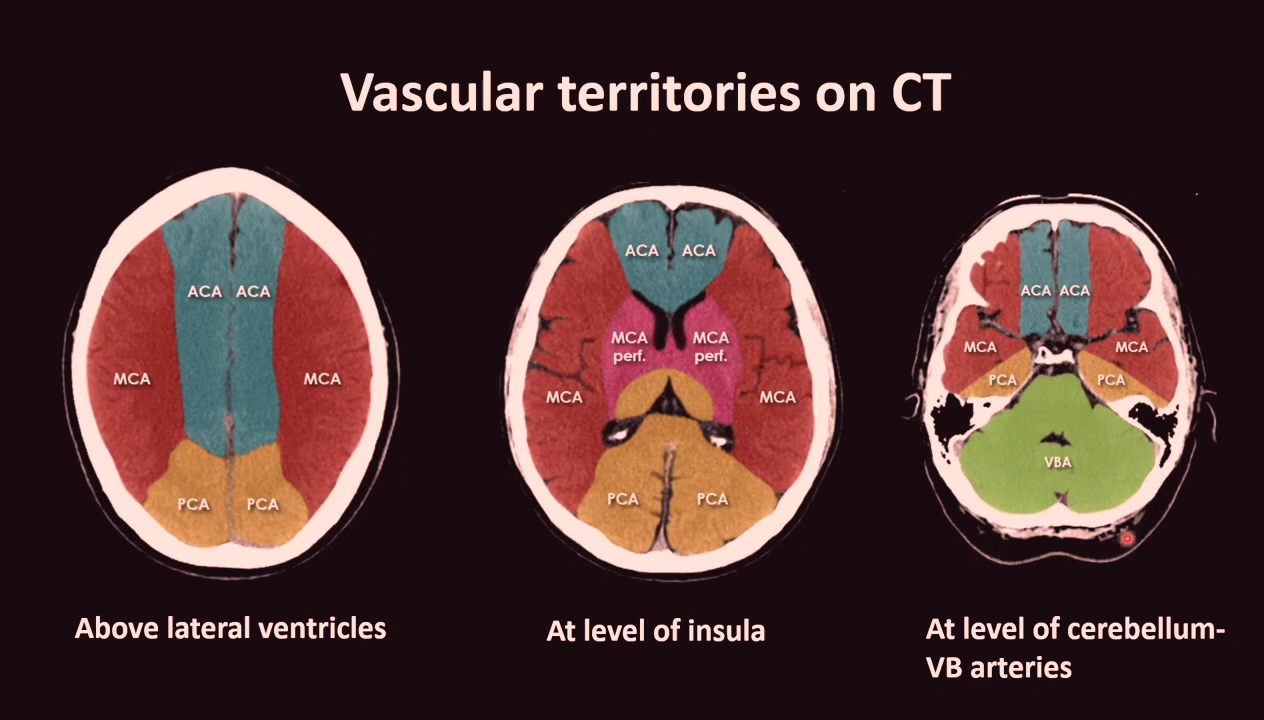 Vascular territories on CT
ACA ACA
MCA MCA
PCA PCA
Above lateral ventricles
ACA ACA
MCA MCA
perf. perf.
MCA MCA
PCA PCA
At level of insula
ACA ACA
MCA MCA
PCA PCA
VBA
At level of cerebellum-
VB arteries